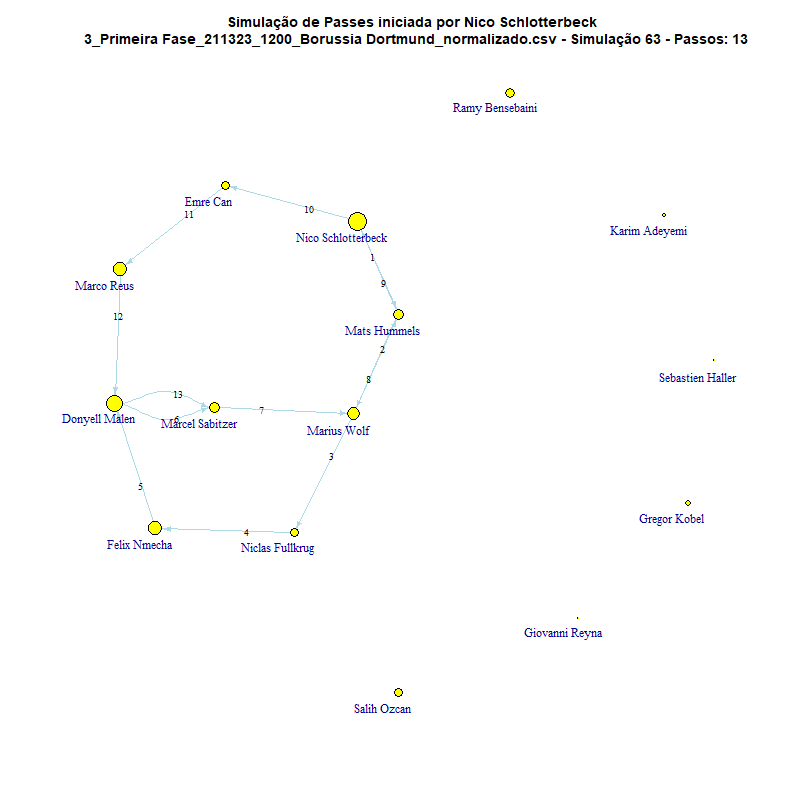 Simulação de Passes iniciada por Nico Schlotterbeck
3_Primeira Fase_211323_1200_Borussia Dortmund_normalizado.csv - Simulação 63 - Passos: 13
Ramy Bensebaini
Emre Can
10
11
Nico Schlotterbeck
Karim Adeyemi
1
9
Marco Reus
12
Mats Hummels
2
8
Sebastien Haller
13
6
7
Donyell Malen
Marcel Sabitzer
Marius Wolf
3
5
4
Felix Nmecha
Niclas Fullkrug
Gregor Kobel
Giovanni Reyna
Salih Ozcan